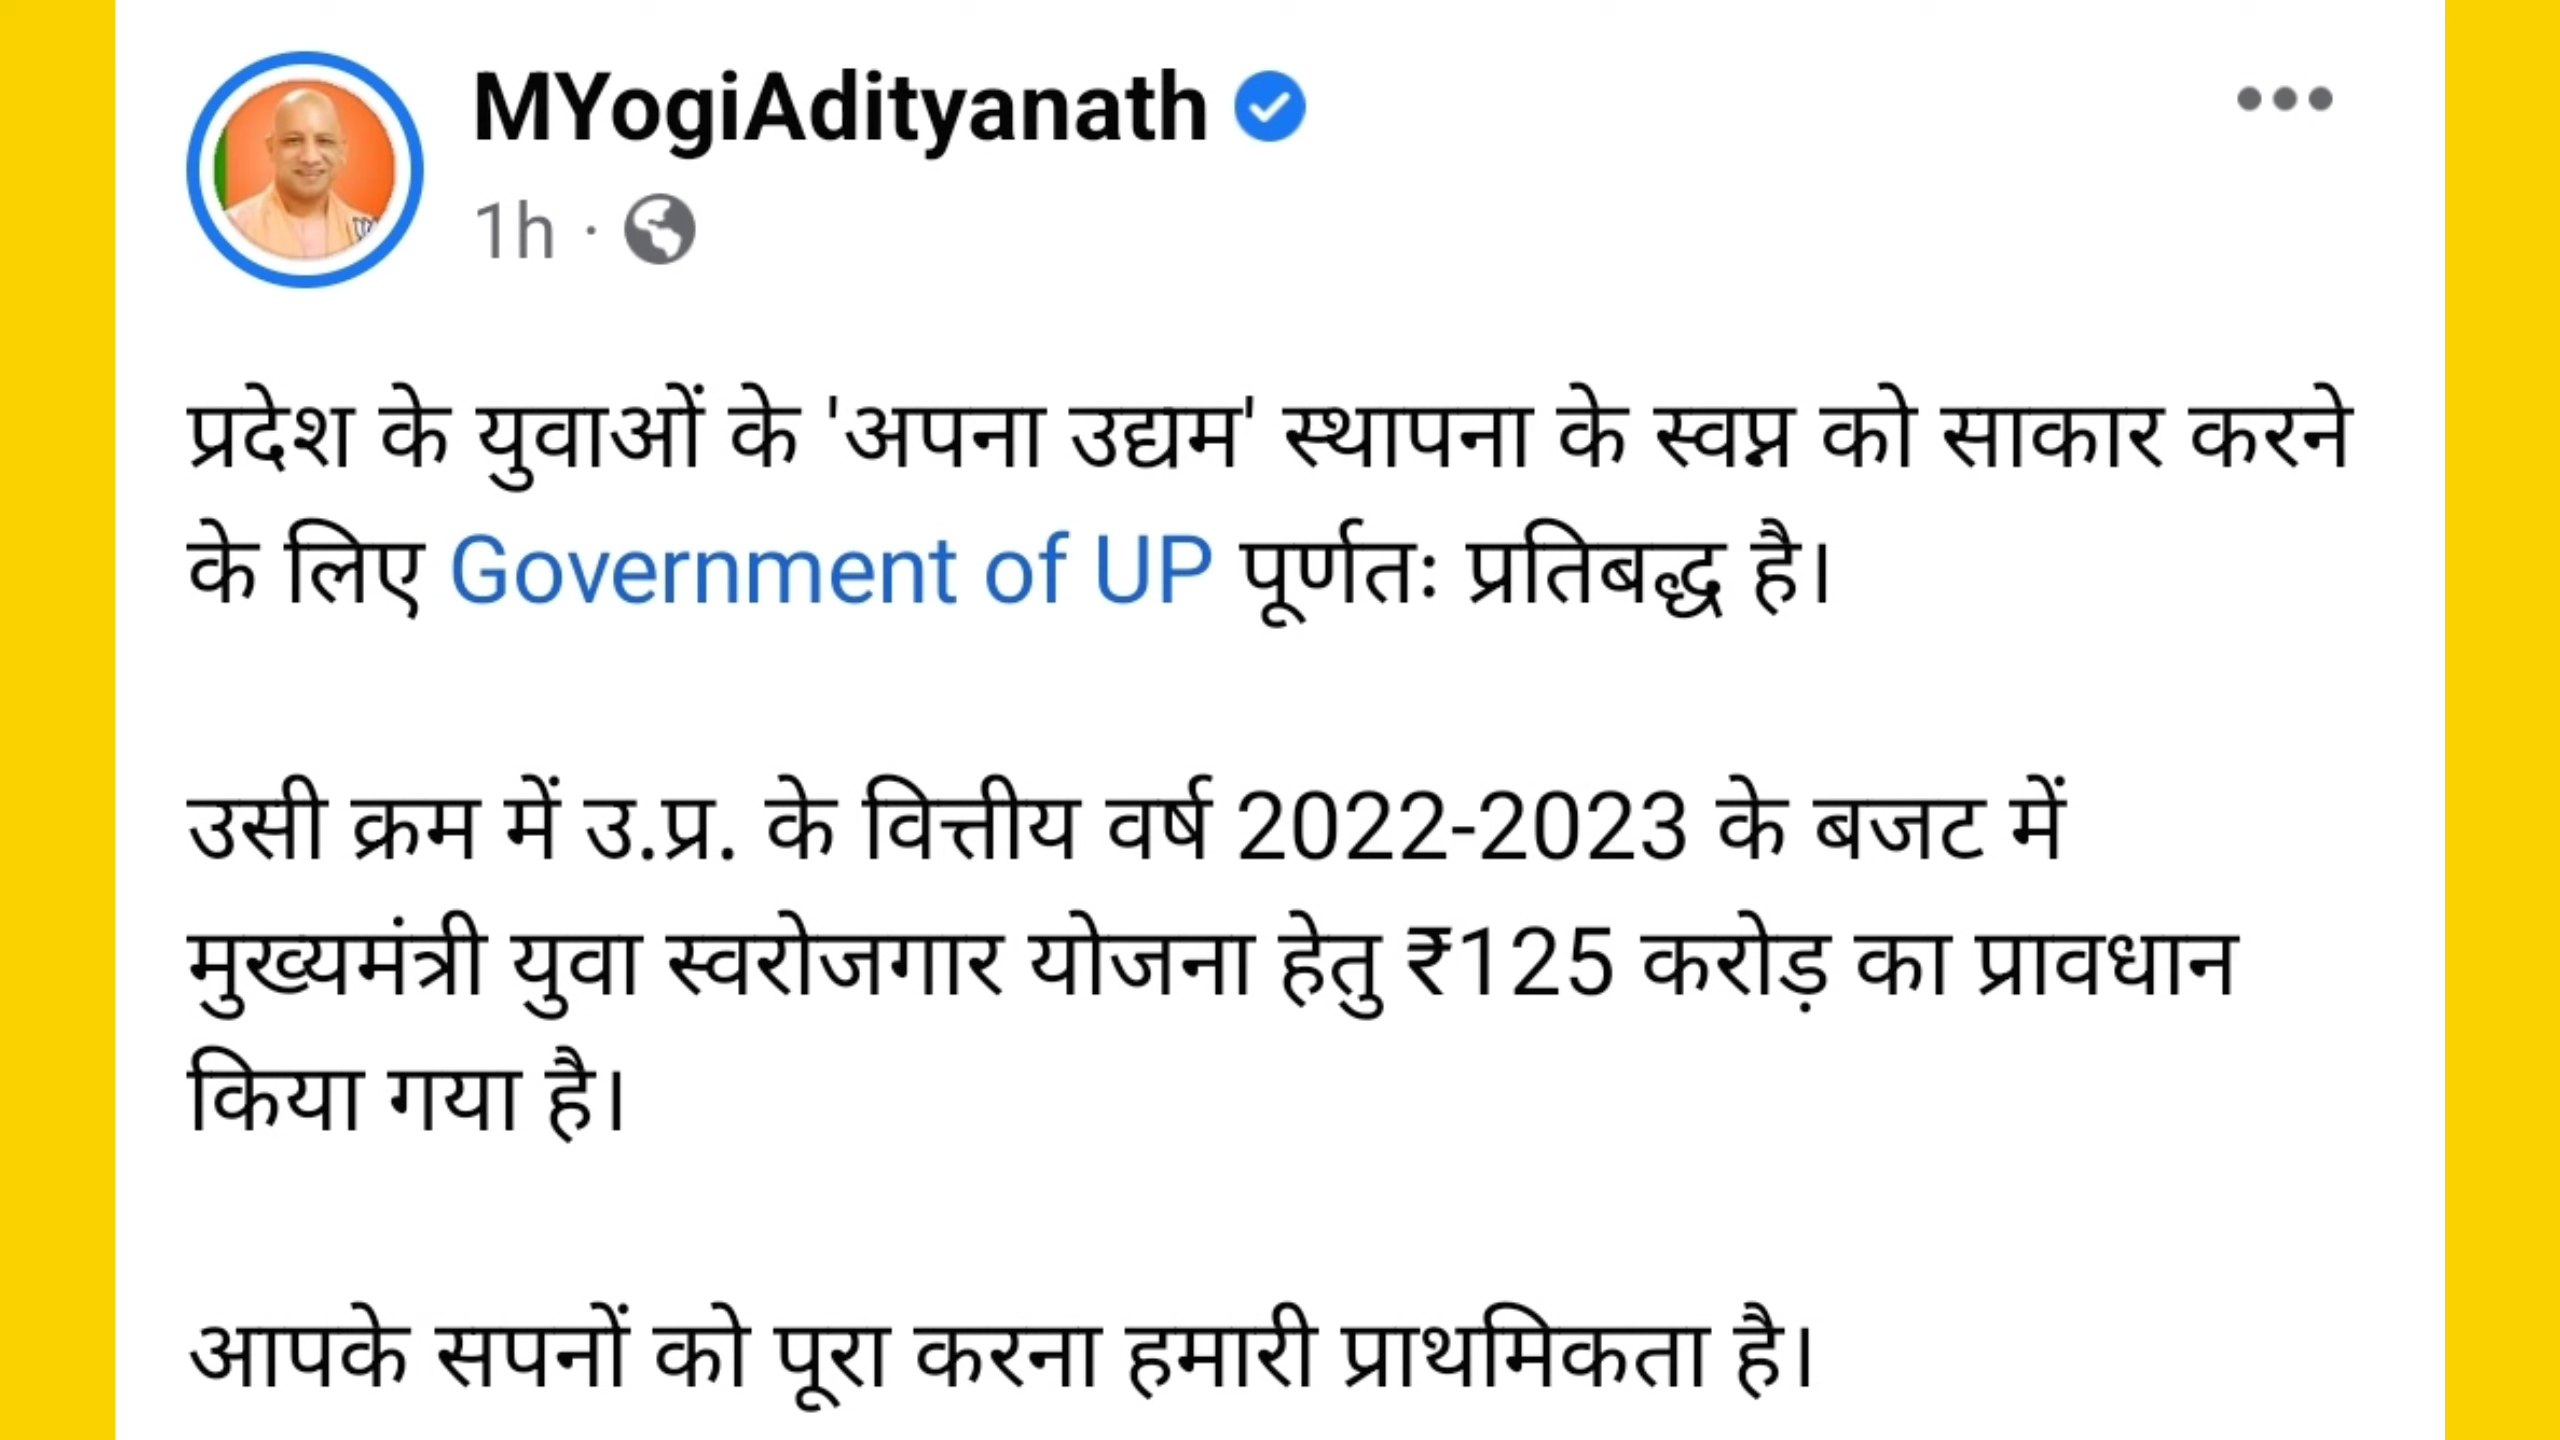 MYogiAdityanath
1h ·
प्रदेश के युवाओं के 'अपना उद्यम' स्थापना के स्वप्न को साकार करने
के लिए Government of UP पूर्णतः प्रतिबद्ध है।
उसी क्रम में उ.प्र. के वित्तीय वर्ष 2022-2023 के बजट में
मुख्यमंत्री युवा स्वरोजगार योजना हेतु ₹125 करोड़ का प्रावधान
किया गया है।
आपके सपनों को पूरा करना हमारी प्राथमिकता है।